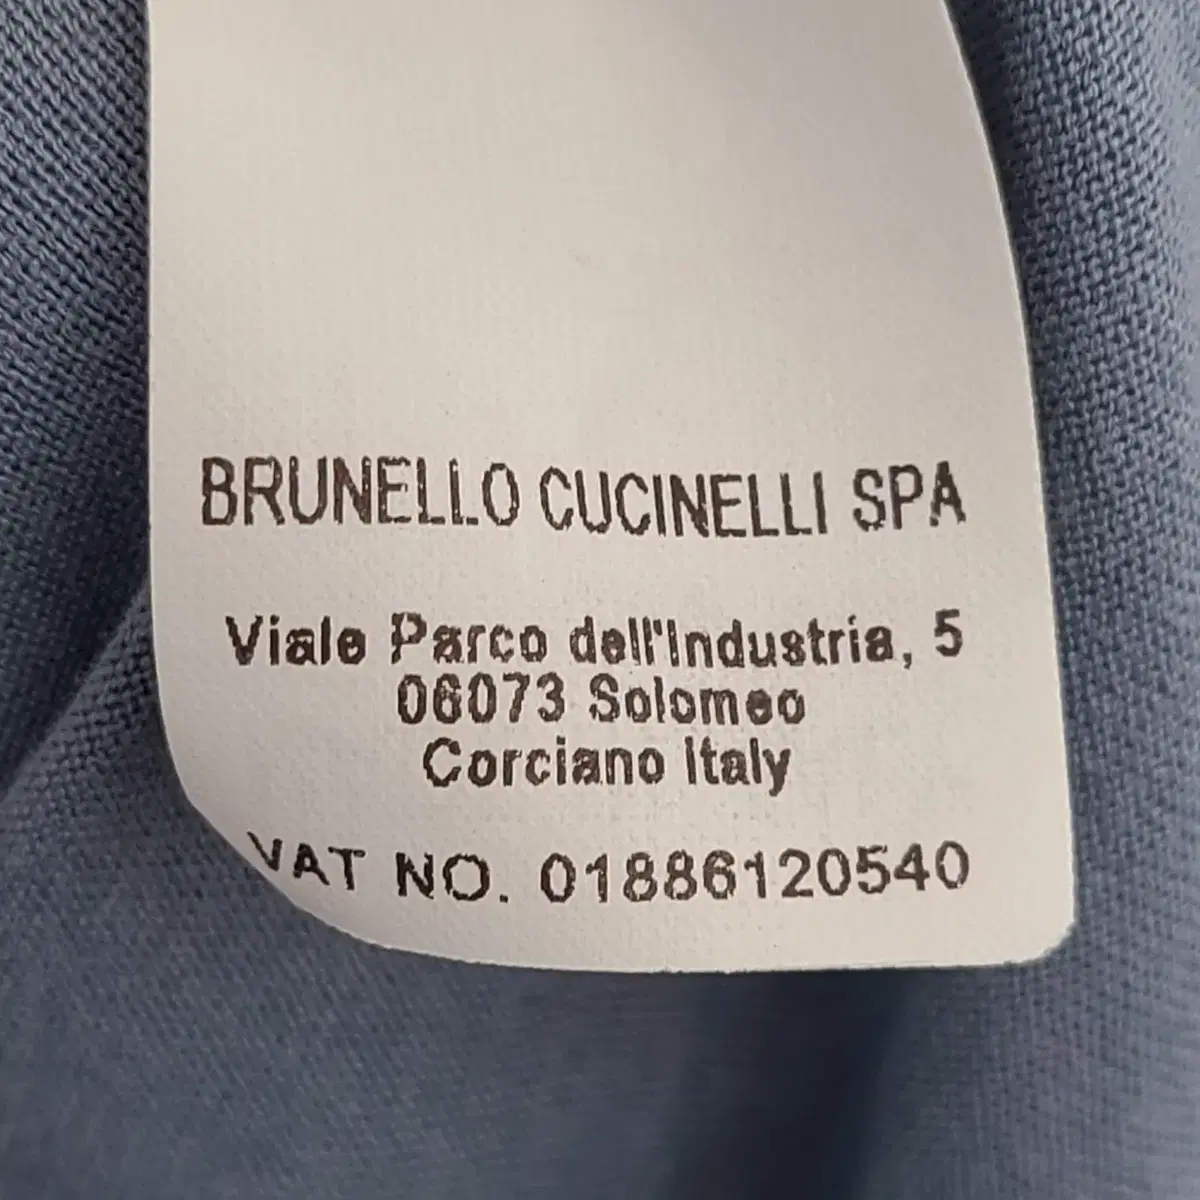 BRUNELLO CUCINELLI SPA
Viale Parco dell'Industria, 5
06073 Solomeo
Corciano Italy
VAT NO. 01886120540